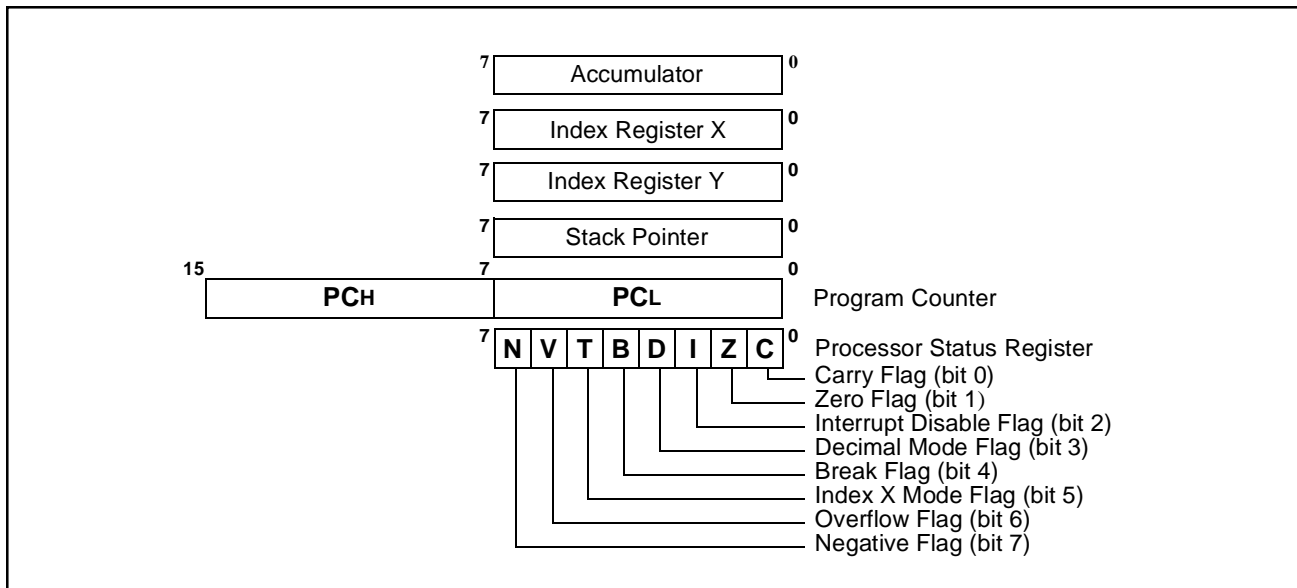 7 Accumulator 0
7 Index Register X 0
7 Index Register Y 0
7 Stack Pointer 0
15 7 0
PCH PCL Program Counter
7 N V T B D I Z C 0 Processor Status Register
Carry Flag (bit 0)
Zero Flag (bit 1)
Interrupt Disable Flag (bit 2)
Decimal Mode Flag (bit 3)
Break Flag (bit 4)
Index X Mode Flag (bit 5)
Overflow Flag (bit 6)
Negative Flag (bit 7)